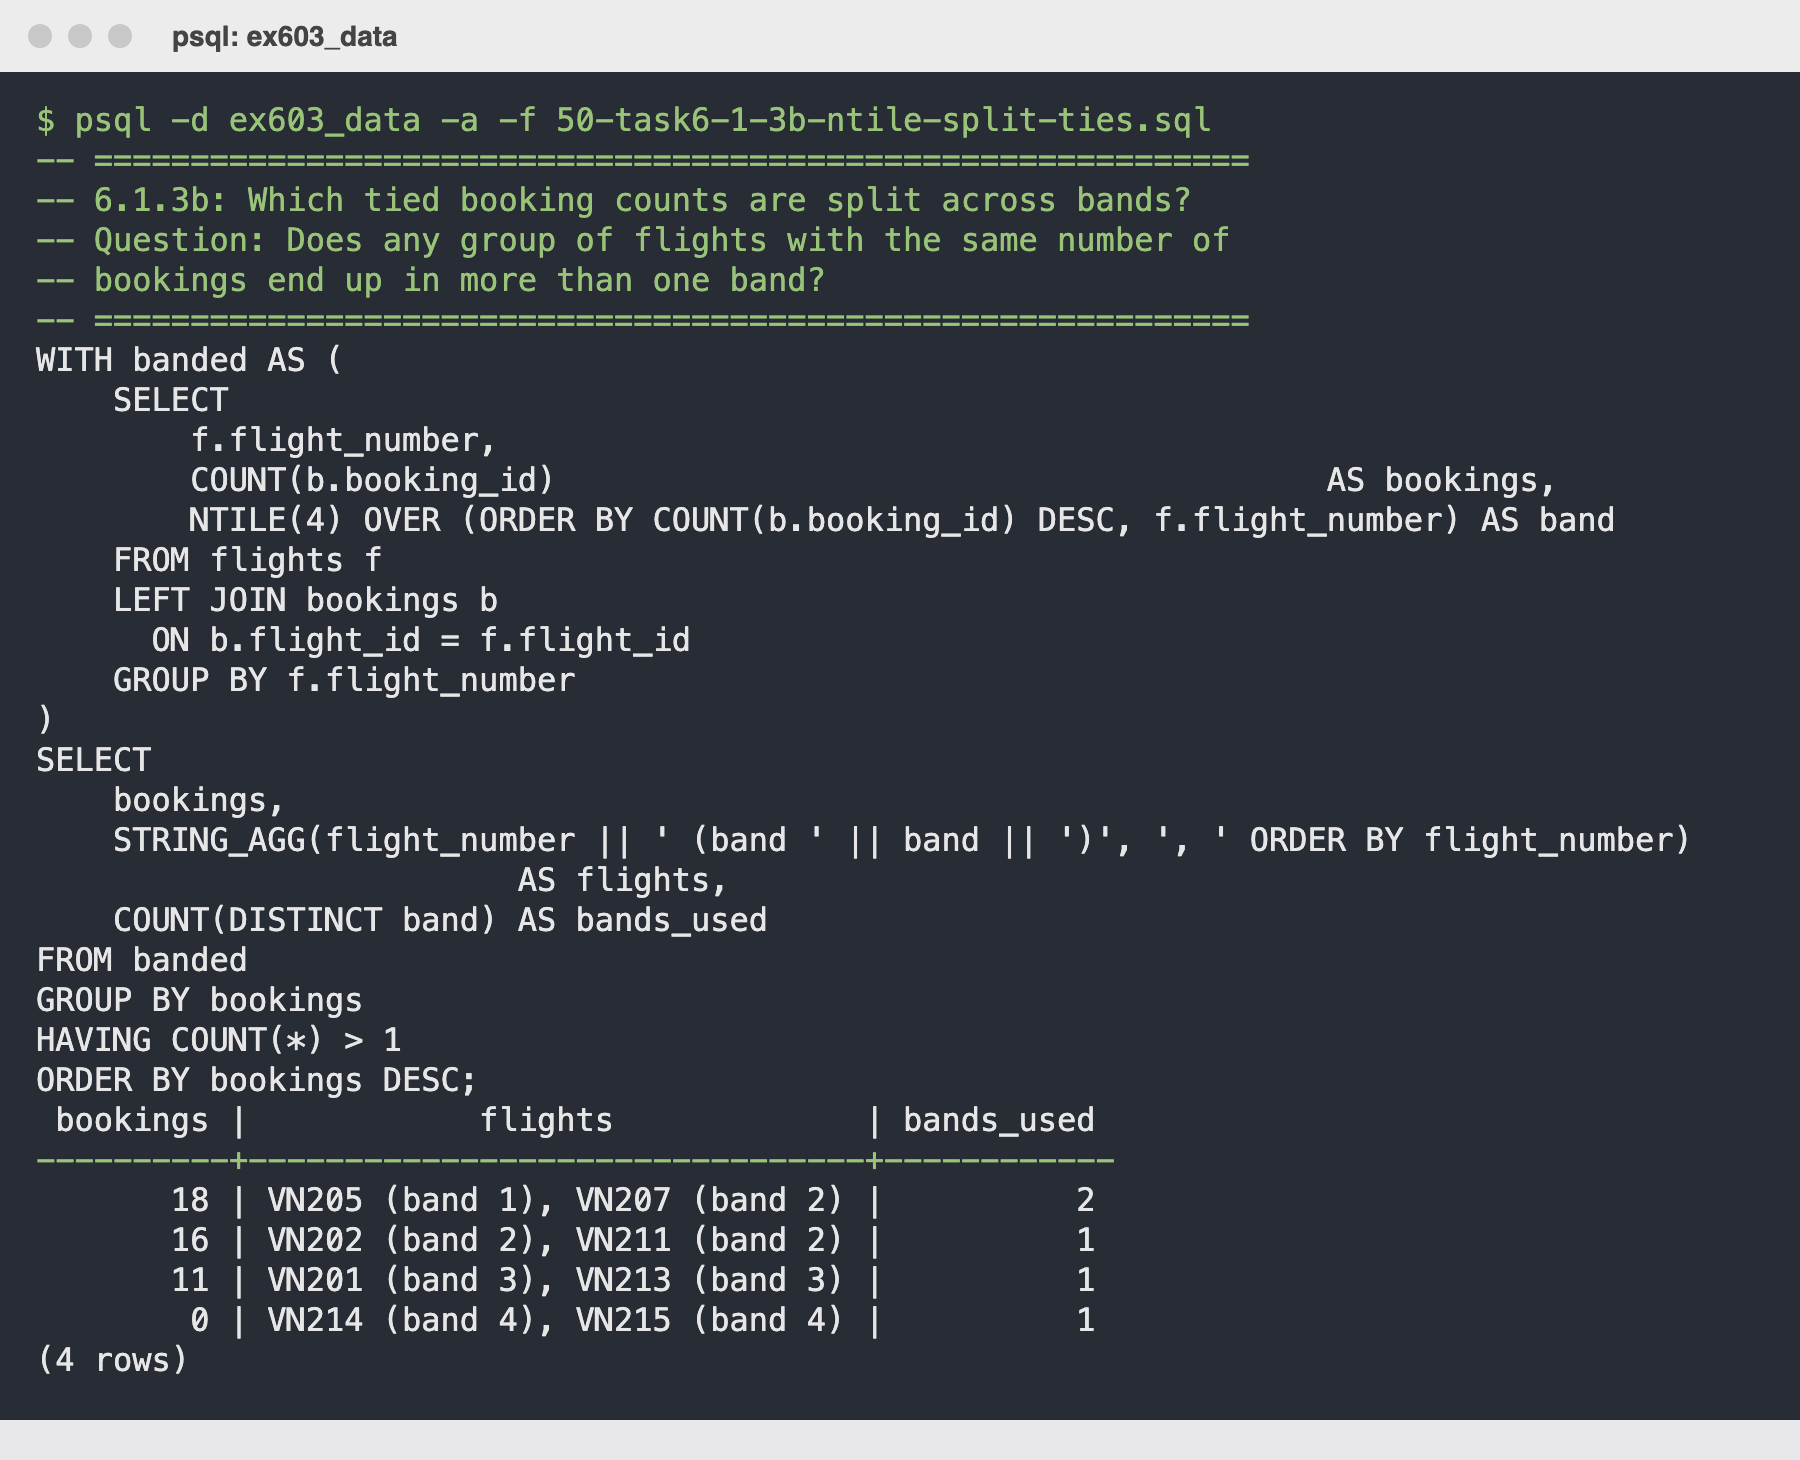 psql: ex603_data
$ psql -d ex603_data -a -f 50-task6-1-3b-ntile-split-ties.sql
-- ============================================================
-- 6.1.3b: Which tied booking counts are split across bands?
-- Question: Does any group of flights with the same number of
-- bookings end up in more than one band?
-- ============================================================
WITH banded AS (
    SELECT
        f.flight_number,
        COUNT(b.booking_id)                                        AS bookings,
        NTILE(4) OVER (ORDER BY COUNT(b.booking_id) DESC, f.flight_number) AS band
    FROM flights f
    LEFT JOIN bookings b
      ON b.flight_id = f.flight_id
    GROUP BY f.flight_number
)
SELECT
    bookings,
    STRING_AGG(flight_number || ' (band ' || band || ')', ', ' ORDER BY flight_number)
                         AS flights,
    COUNT(DISTINCT band) AS bands_used
FROM banded
GROUP BY bookings
HAVING COUNT(*) > 1
ORDER BY bookings DESC;
 bookings |            flights             | bands_used
----------+--------------------------------+------------
       18 | VN205 (band 1), VN207 (band 2) |          2
       16 | VN202 (band 2), VN211 (band 2) |          1
       11 | VN201 (band 3), VN213 (band 3) |          1
        0 | VN214 (band 4), VN215 (band 4) |          1
(4 rows)